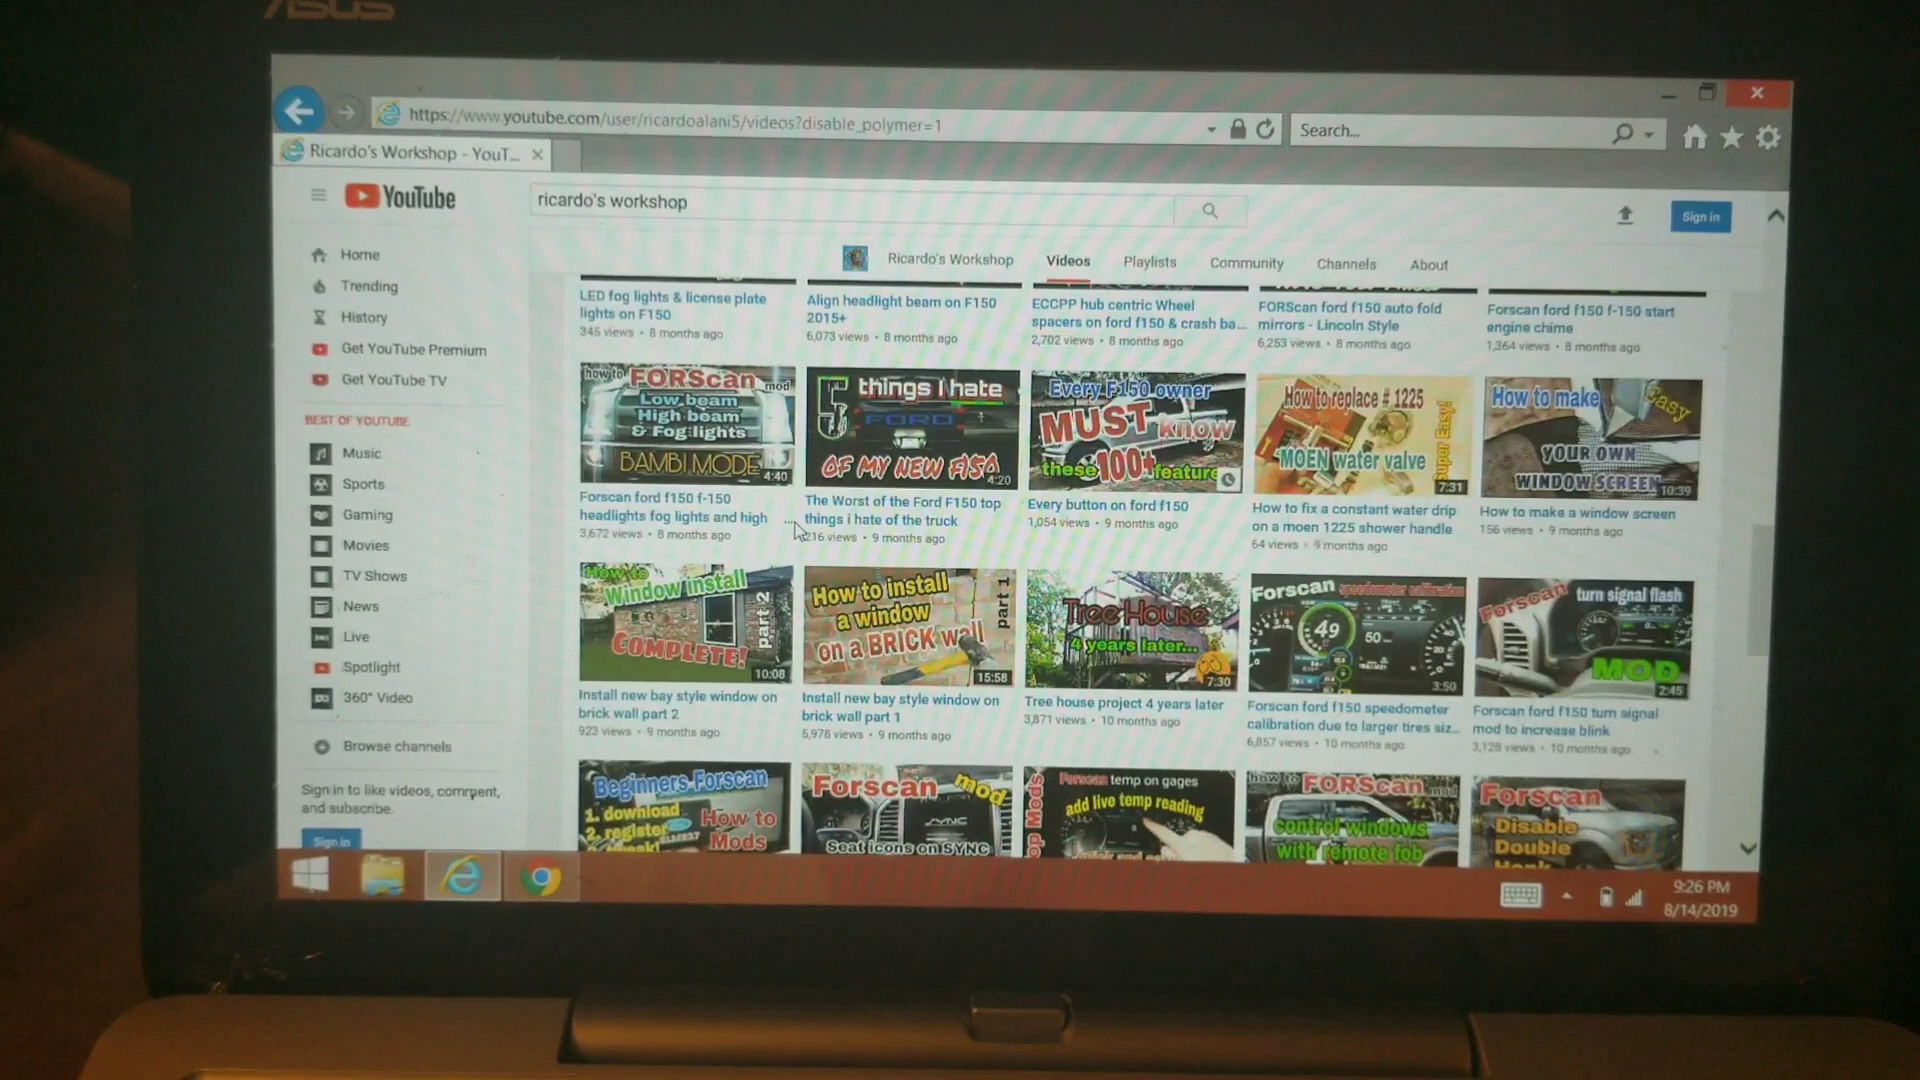 ASUS
https://www.youtube.com/user/ricardoalani5/videos?disable_polymer=1
Search...
Ricardo's Workshop - YouT...
YouTube
ricardo's workshop
Sign in
Ricardo's Workshop
Videos
Playlists
Community
Channels
About
Home
Trending
History
Get YouTube Premium
Get YouTube TV
BEST OF YOUTUBE
Music
Sports
Gaming
Movies
TV Shows
News
Live
Spotlight
360° Video
Browse channels
Sign in to like videos, comment,
and subscribe.
Sign in
LED fog lights & license plate
lights on F150
345 views • 8 months ago
Align headlight beam on F150
2015+
6,073 views • 8 months ago
ECCPP hub centric Wheel
spacers on ford f150 & crash ba...
2,702 views • 8 months ago
FORScan ford f150 auto fold
mirrors - Lincoln Style
6,253 views • 8 months ago
Forscan ford f150 f-150 start
engine chime
1,364 views • 8 months ago
how to FORScan mod
Low beam
High beam
& Fog lights
BAMBI MODE
4:40
Forscan ford f150 f-150
headlights fog lights and high ...
3,672 views • 8 months ago
5 things I hate
FORD
OF MY NEW F150
4:20
The Worst of the Ford F150 top
things i hate of the truck
216 views • 9 months ago
Every F150 owner
MUST know
these 100+ feature
Every button on ford f150
1,054 views • 9 months ago
How to replace # 1225
MOEN water valve
Super Easy!
7:31
How to fix a constant water drip
on a moen 1225 shower handle
64 views • 9 months ago
How to make Easy
YOUR OWN
WINDOW SCREEN
10:39
How to make a window screen
156 views • 9 months ago
How to
Window install
part 2
COMPLETE!
10:08
Install new bay style window on
brick wall part 2
923 views • 9 months ago
How to install
a window
on a BRICK wall
part 1
15:58
Install new bay style window on
brick wall part 1
5,978 views • 9 months ago
Tree House
4 years later...
7:30
Tree house project 4 years later
3,871 views • 10 months ago
Forscan speedometer calibration
49
50
3:50
Forscan ford f150 speedometer
calibration due to larger tires siz...
6,857 views • 10 months ago
Forscan turn signal flash
MOD
2:45
Forscan ford f150 turn signal
mod to increase blink
3,128 views • 10 months ago
Beginners Forscan
1. download
2. register
How to
Mods
Forscan mod
SYNC
Seat icons on SYNC
Forscan temp on gages
add live temp reading
how to FORScan mod
control windows
with remote fob
Forscan
Disable
Double
9:26 PM
8/14/2019